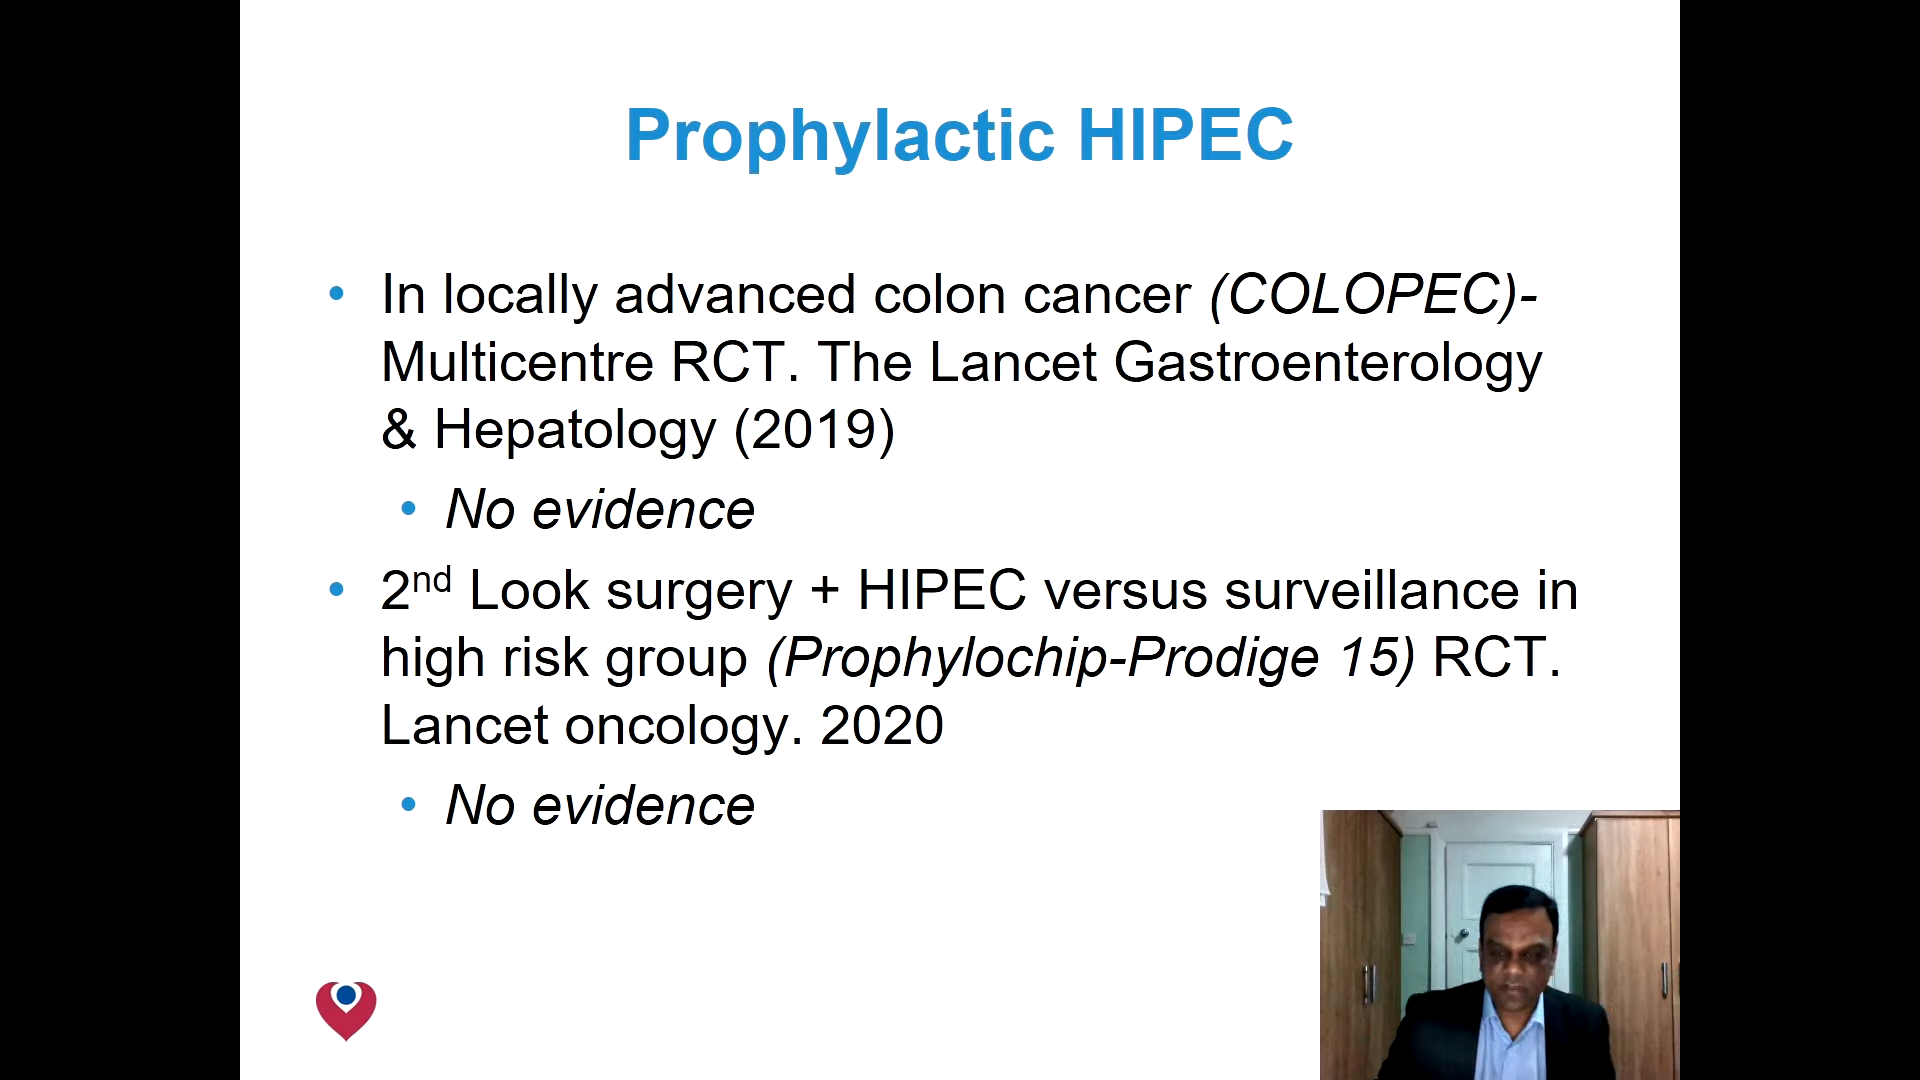 Prophylactic HIPEC
• In locally advanced colon cancer (COLOPEC)-
Multicentre RCT. The Lancet Gastroenterology
& Hepatology (2019)
• No evidence
• 2nd Look surgery + HIPEC versus surveillance in
high risk group (Prophylochip-Prodige 15) RCT.
Lancet oncology. 2020
• No evidence